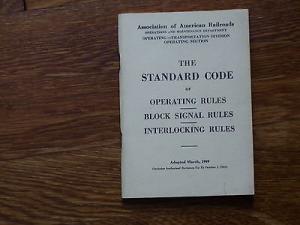 Association of American Railroads
OPERATIONS AND MAINTENANCE DEPARTMENT
OPERATING-TRANSPORTATION DIVISION
OPERATING SECTION
THE
STANDARD CODE
OF
OPERATING RULES
BLOCK SIGNAL RULES
INTERLOCKING RULES
Adopted March, 1949